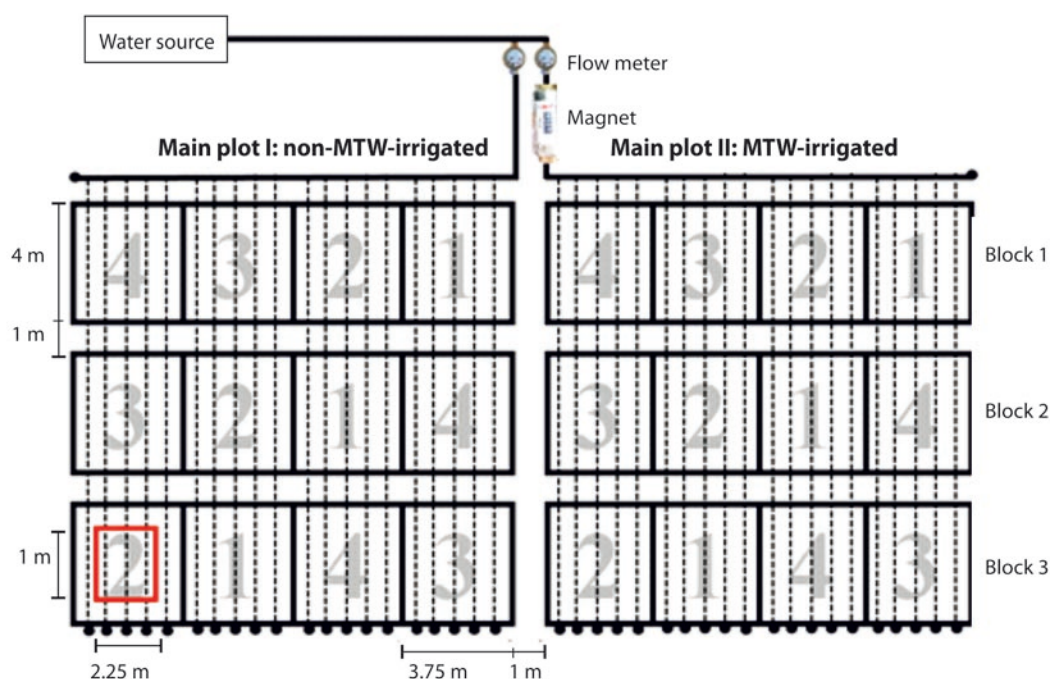 Water source
Flow meter
Magnet
Main plot I: non-MTW-irrigated
Main plot II: MTW-irrigated
4 m
4 3 2 1
4 3 2 1
Block 1
1 m
3 2 1 4
3 2 1 4
Block 2
1 m
2 1 4 3
2 1 4 3
Block 3
2.25 m
3.75 m
1 m